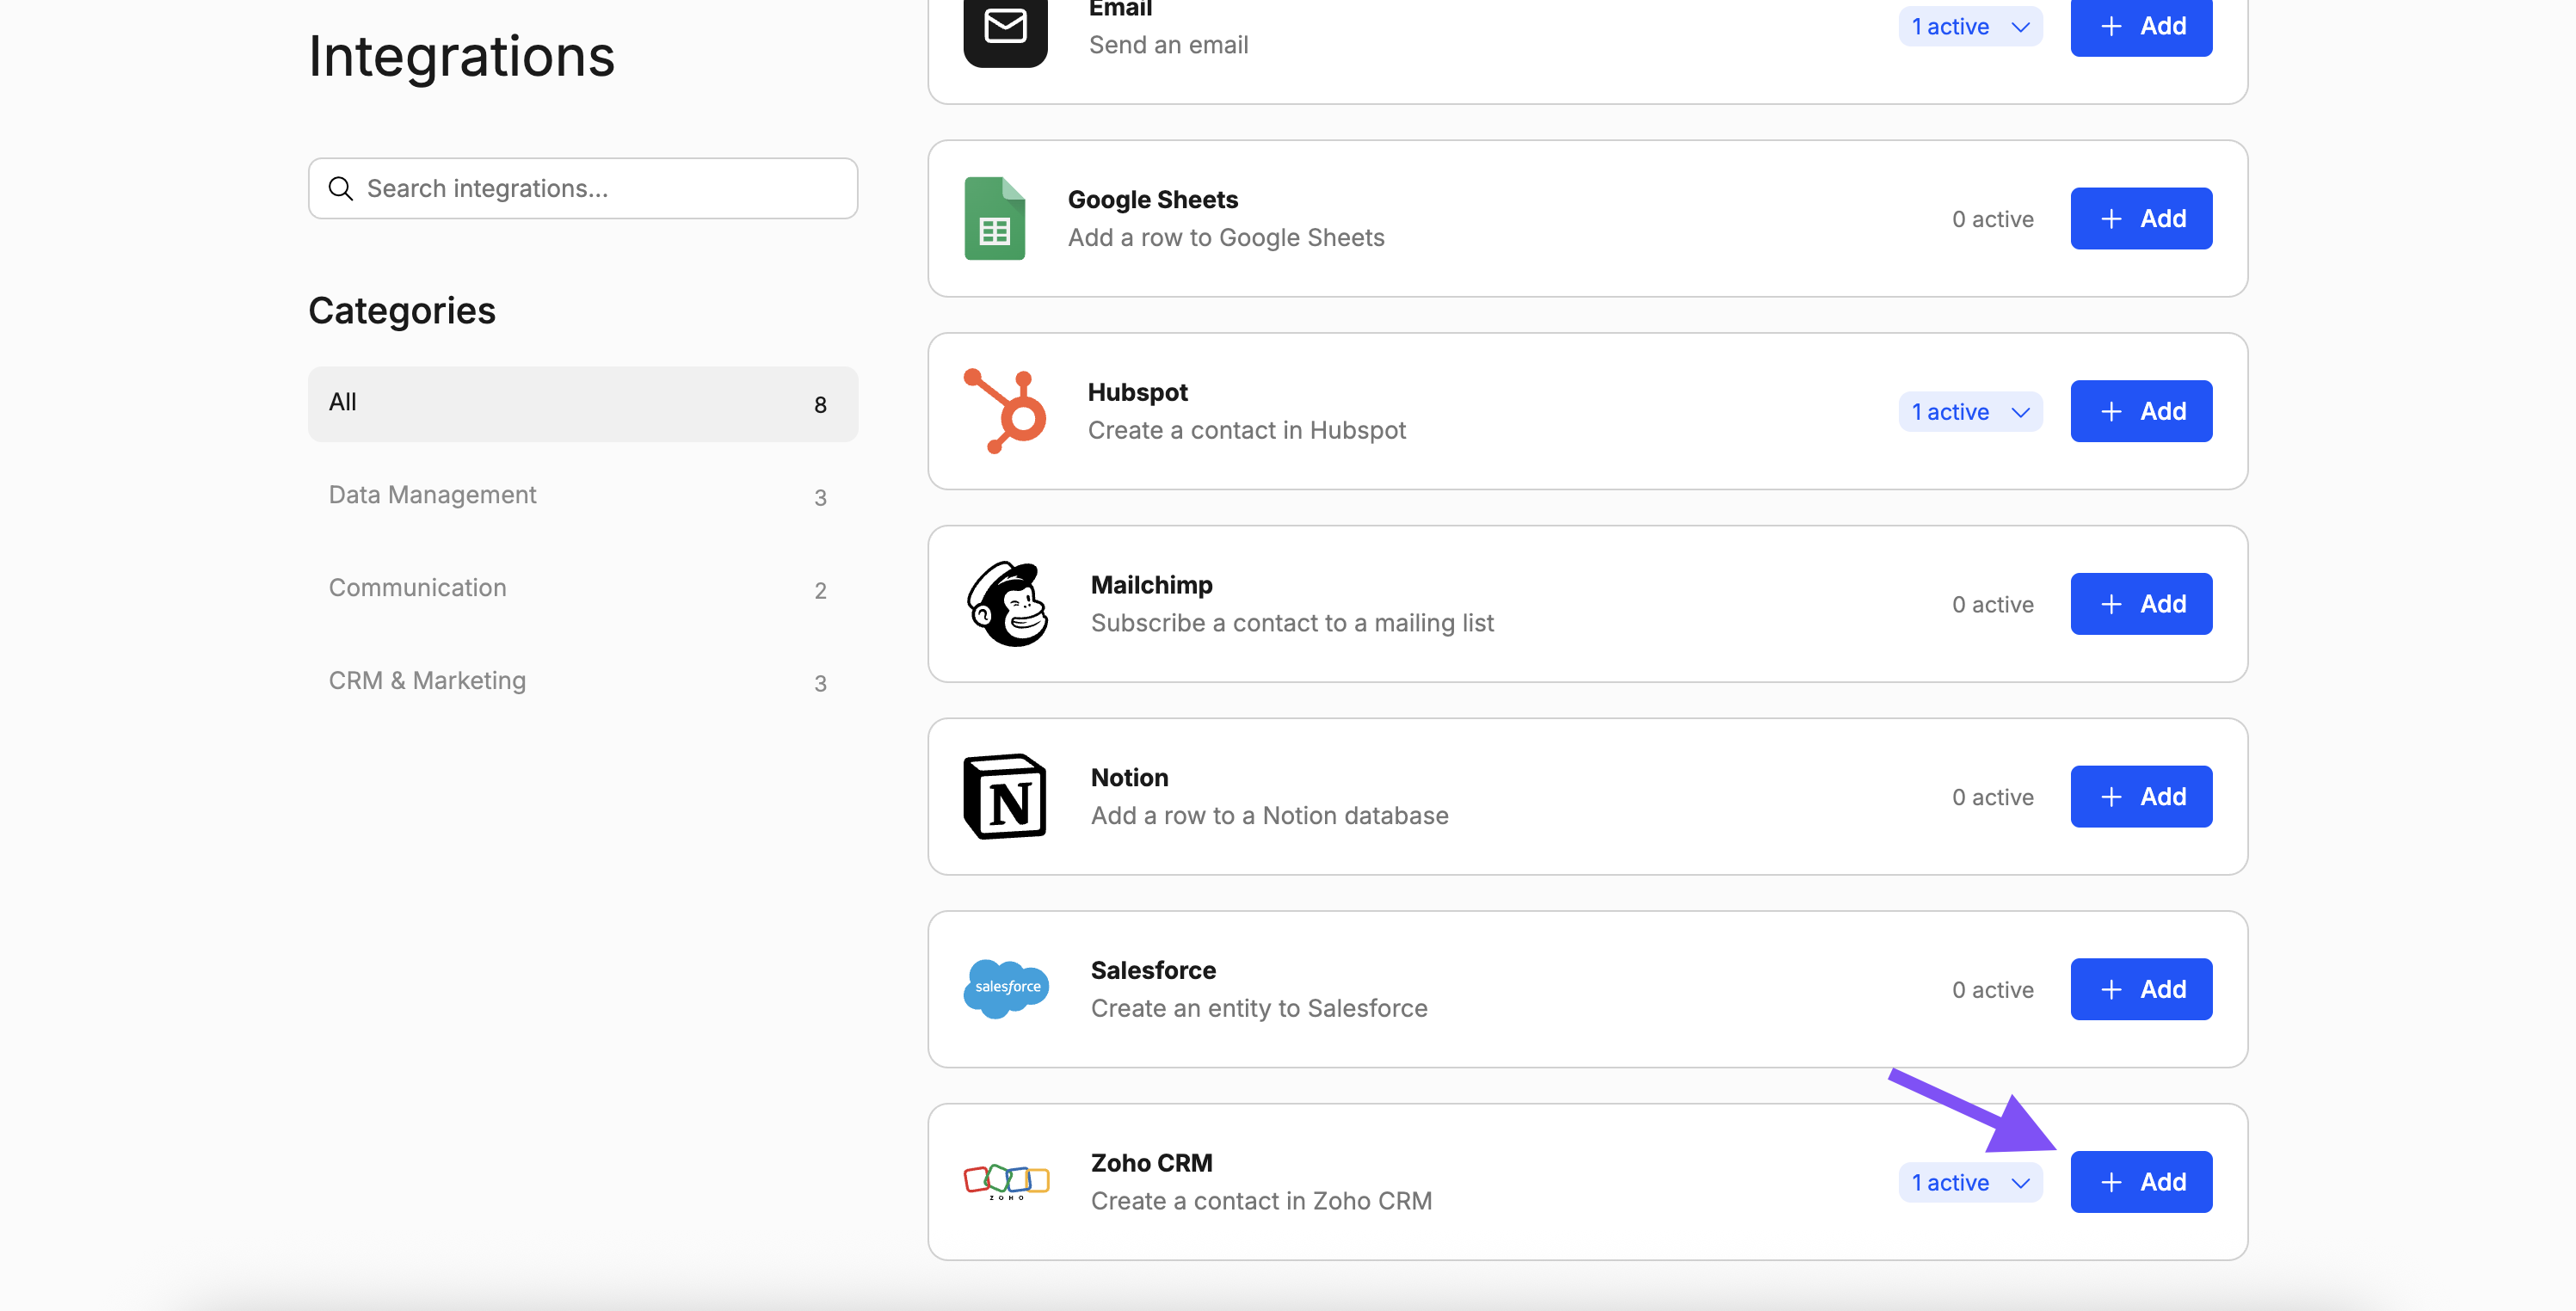 Integrations
Search integrations...
Categories
All 8
Data Management 3
Communication 2
CRM & Marketing 3
Email
Send an email
1 active
Add
Google Sheets
Add a row to Google Sheets
0 active
Add
Hubspot
Create a contact in Hubspot
1 active
Add
Mailchimp
Subscribe a contact to a mailing list
0 active
Add
N
Notion
Add a row to a Notion database
0 active
Add
salesforce
Salesforce
Create an entity to Salesforce
0 active
Add
ZOHO
Zoho CRM
Create a contact in Zoho CRM
1 active
Add